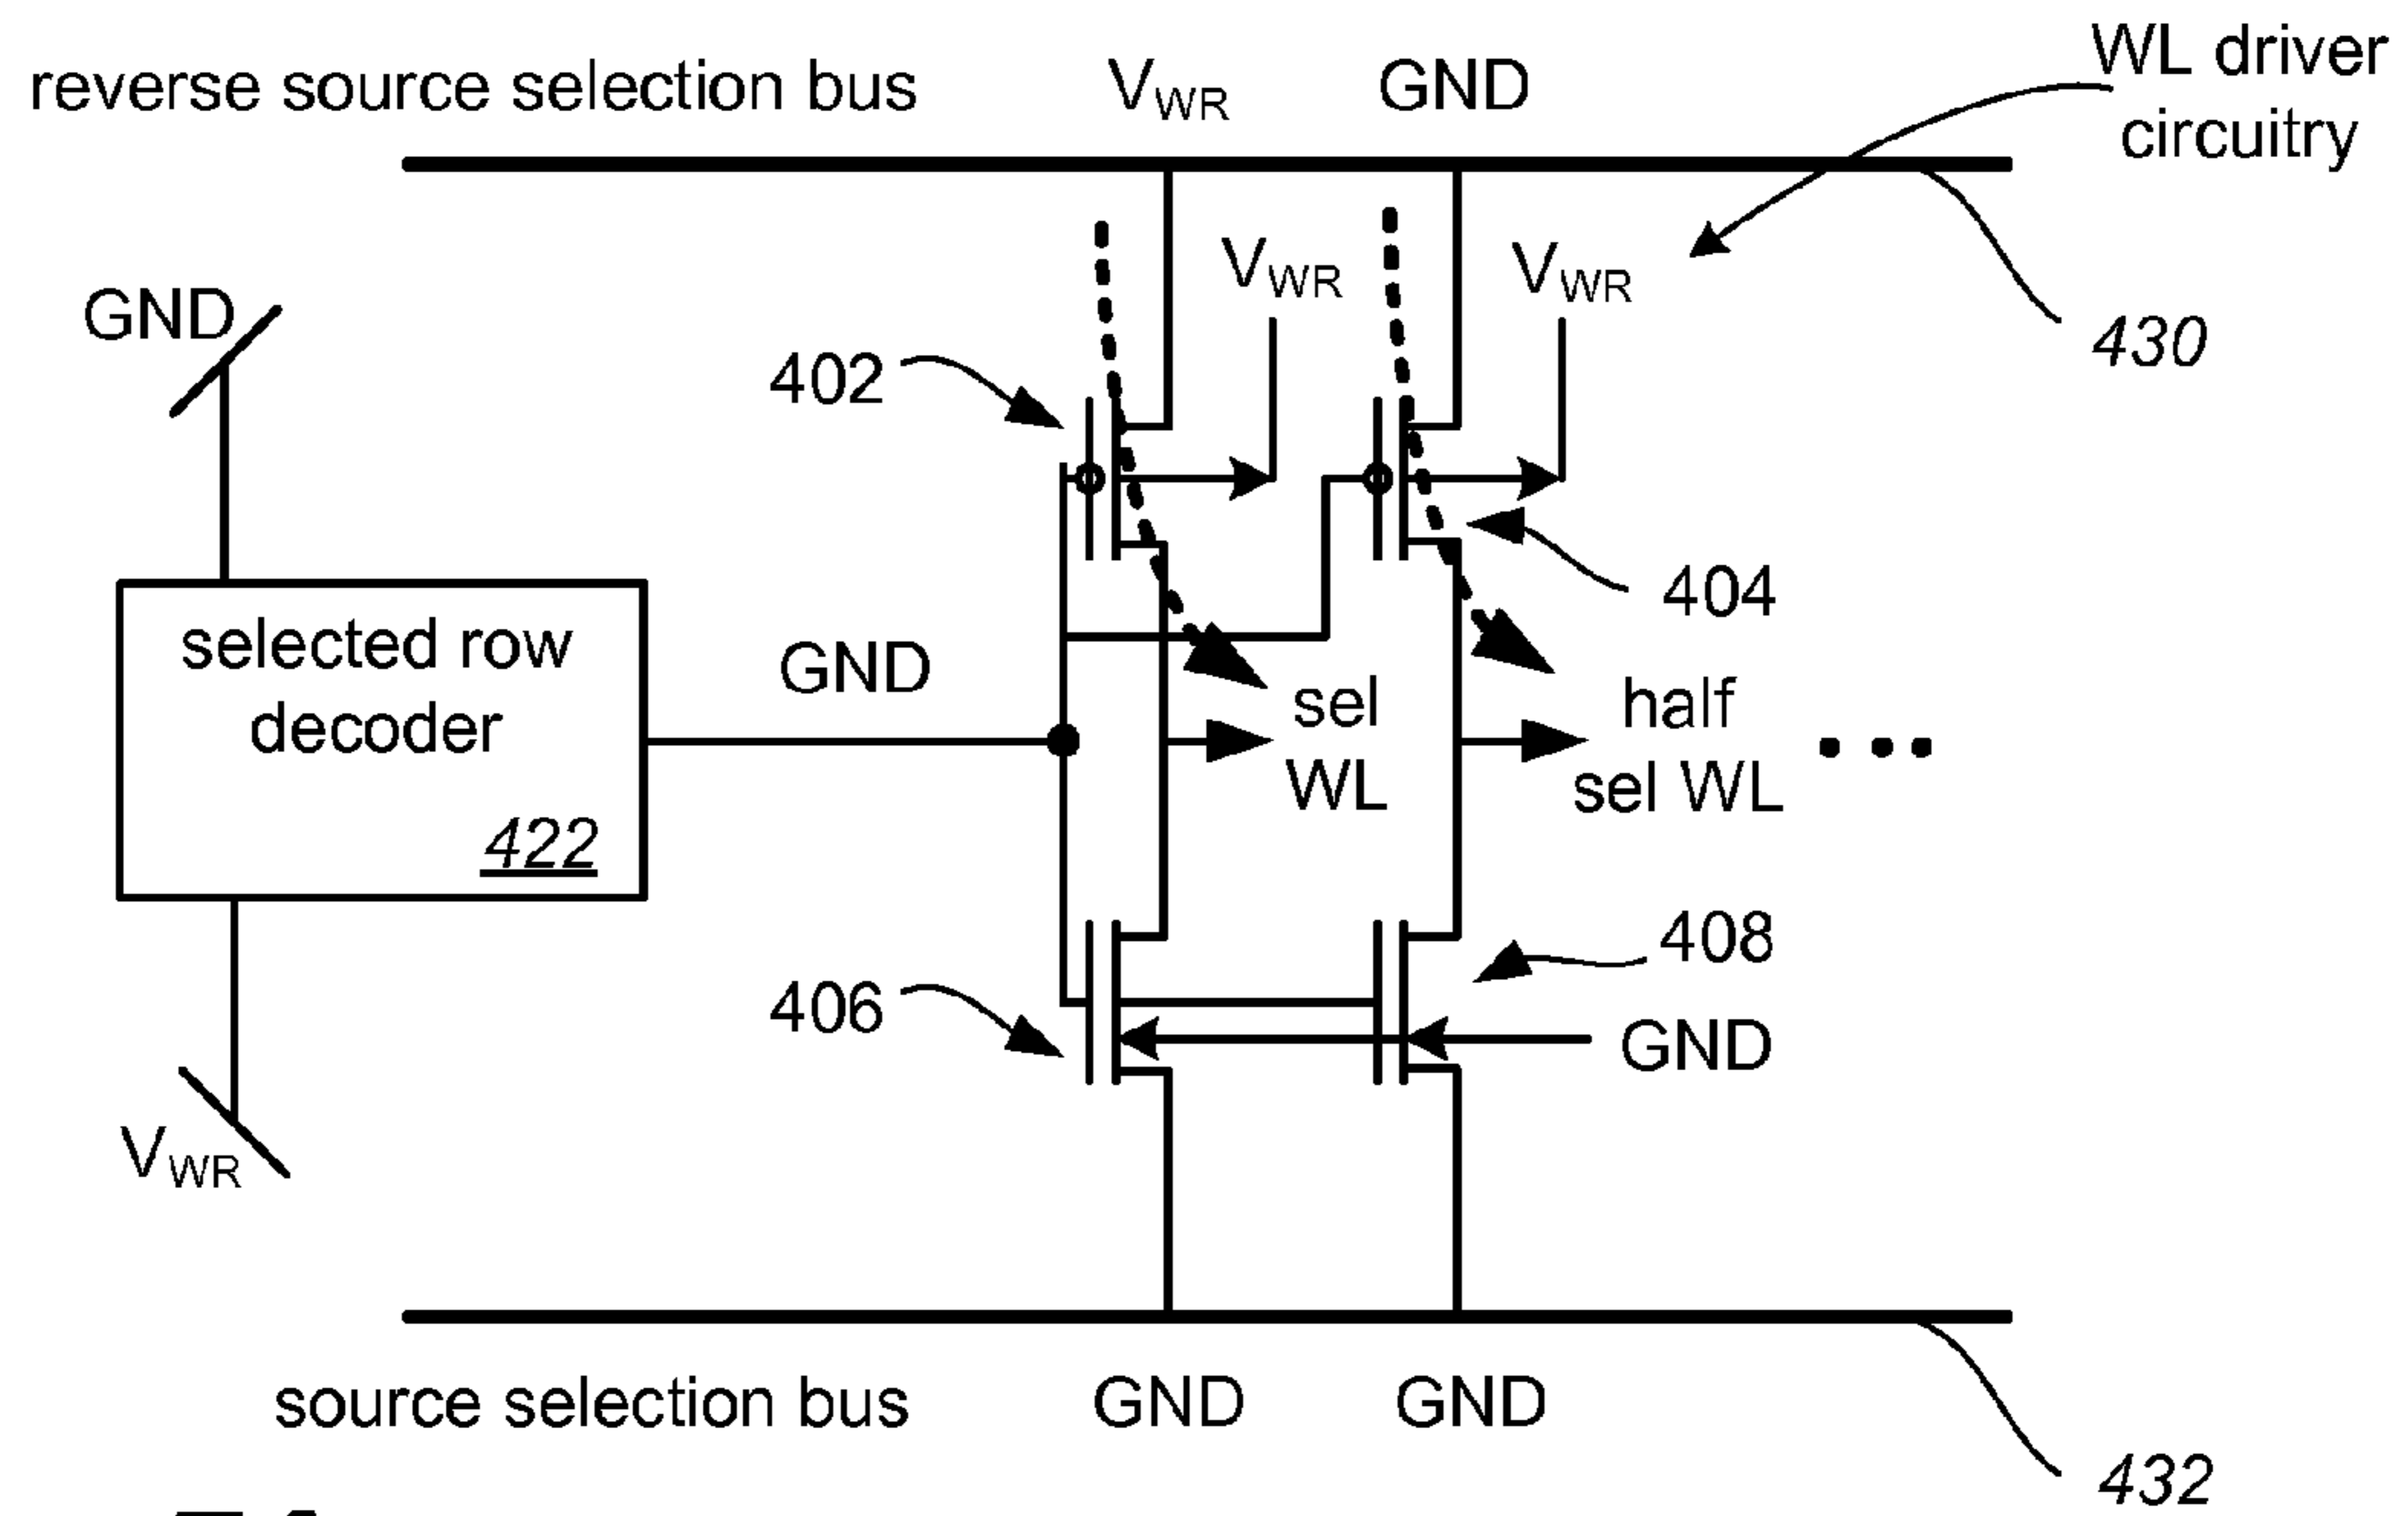 reverse source selection bus
VWR
GND
WL driver
circuitry
GND
VWR
VWR
430
402
404
selected row
decoder
422
GND
sel
WL
half
sel WL
406
408
GND
VWR
source selection bus
GND
GND
432